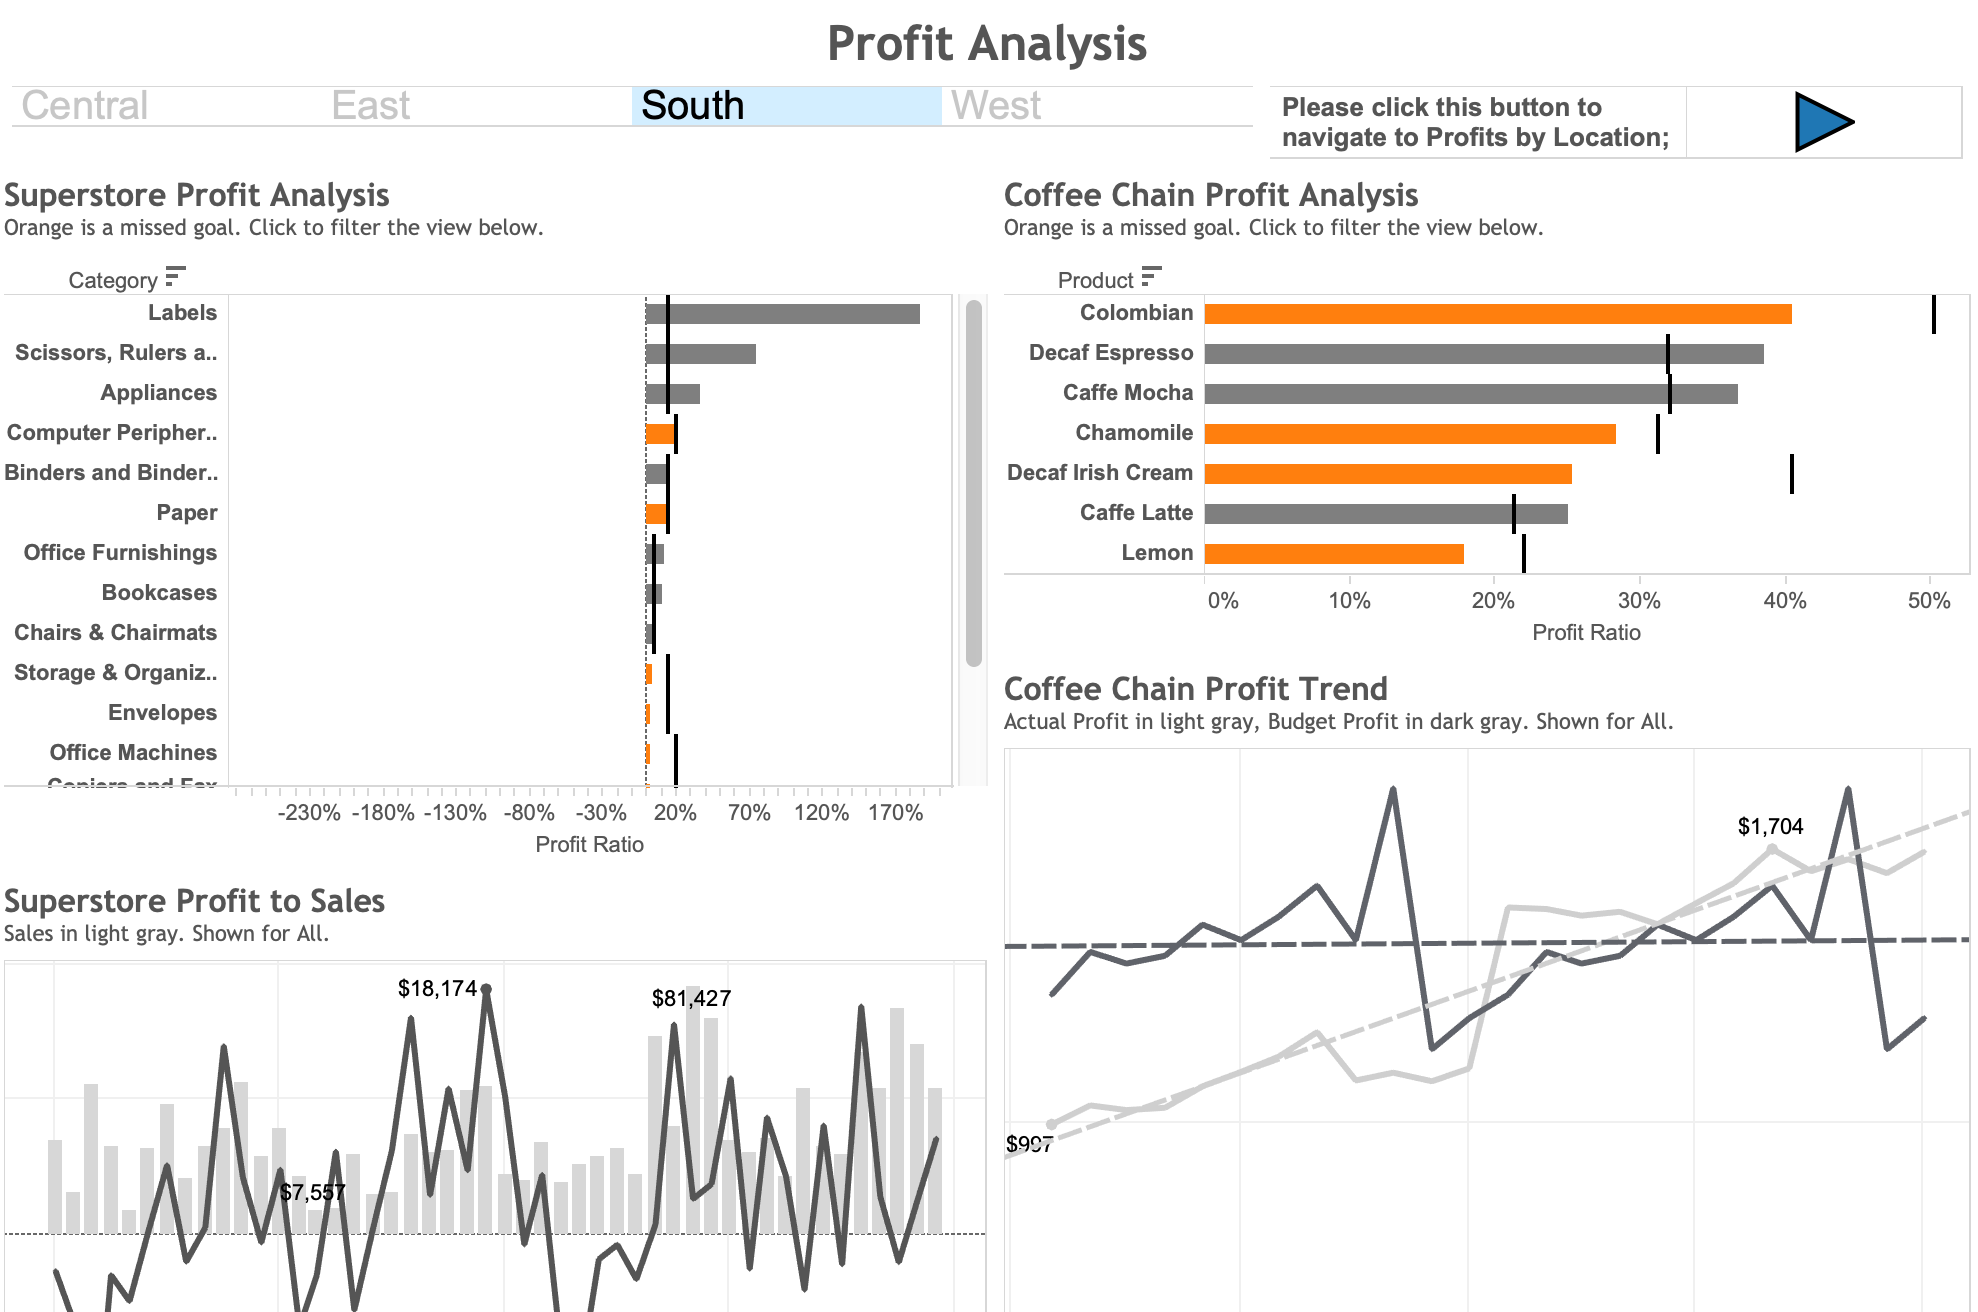 Profit Analysis
Central East South West
Please click this button to
navigate to Profits by Location;
Superstore Profit Analysis
Orange is a missed goal. Click to filter the view below.
Category
Labels
Scissors, Rulers a..
Appliances
Computer Peripher..
Binders and Binder..
Paper
Office Furnishings
Bookcases
Chairs & Chairmats
Storage & Organiz..
Envelopes
Office Machines
Copiers and Fax
-230% -180% -130% -80% -30% 20% 70% 120% 170%
Profit Ratio
Superstore Profit to Sales
Sales in light gray. Shown for All.
$18,174
$81,427
$7,557
Coffee Chain Profit Analysis
Orange is a missed goal. Click to filter the view below.
Product
Colombian
Decaf Espresso
Caffe Mocha
Chamomile
Decaf Irish Cream
Caffe Latte
Lemon
0% 10% 20% 30% 40% 50%
Profit Ratio
Coffee Chain Profit Trend
Actual Profit in light gray, Budget Profit in dark gray. Shown for All.
$1,704
$997